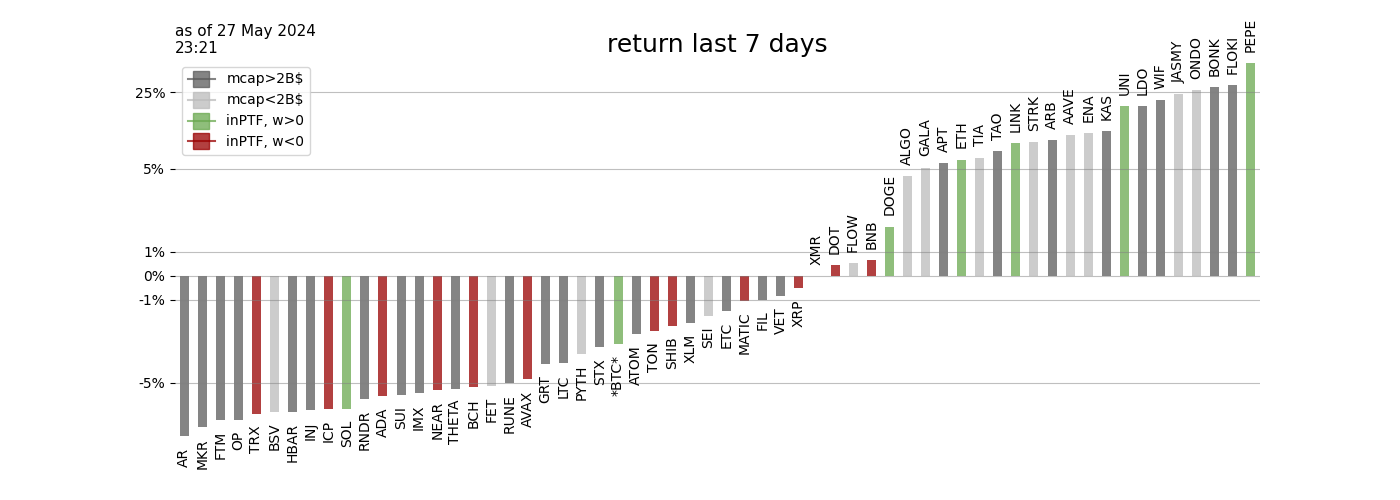 as of 27 May 2024
23:21
return last 7 days
mcap>2B$
mcap<2B$
inPTF, w>0
inPTF, w<0
25%
5%
1%
0%
-1%
-5%
AR
MKR
FTM
OP
TRX
BSV
HBAR
INJ
ICP
SOL
RNDR
ADA
SUI
IMX
NEAR
THETA
BCH
FET
RUNE
AVAX
GRT
LTC
PYTH
STX
*BTC*
ATOM
TON
SHIB
XLM
SEI
ETC
MATIC
FIL
VET
XRP
XMR
DOT
FLOW
BNB
DOGE
ALGO
GALA
APT
ETH
TIA
TAO
LINK
STRK
ARB
AAVE
ENA
KAS
UNI
LDO
WIF
JASMY
ONDO
BONK
FLOKI
PEPE